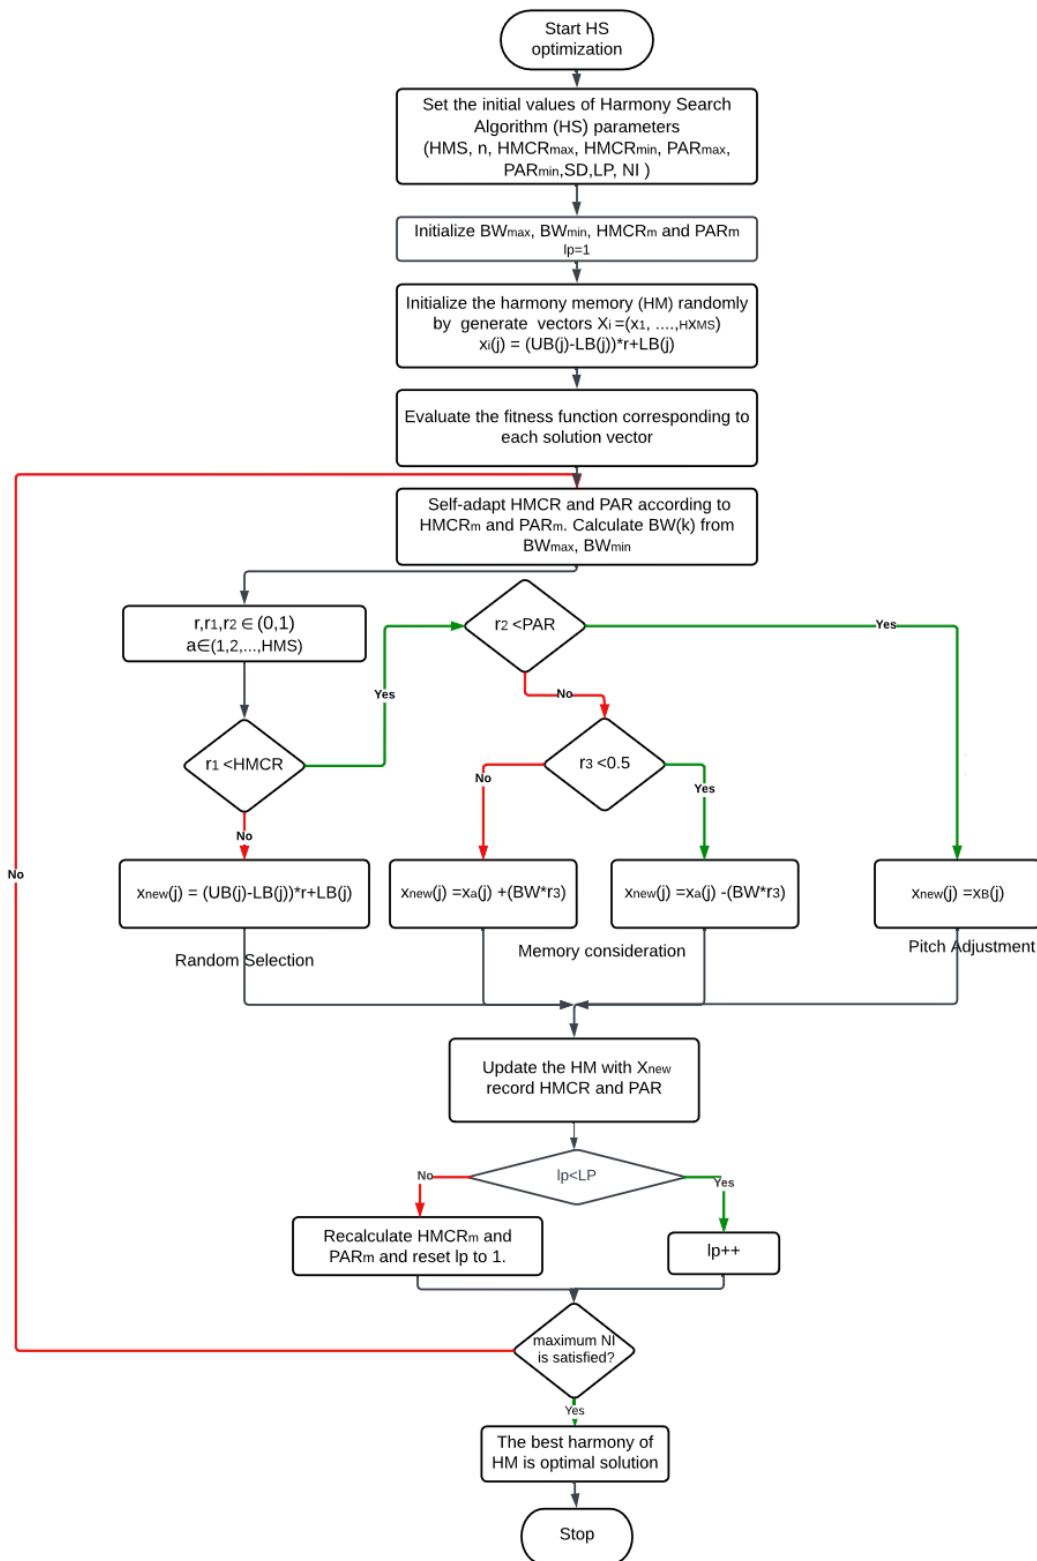 Start HS
optimization
Set the initial values of Harmony Search
Algorithm (HS) parameters
(HMS, n, HMCRmax, HMCRmin, PARmax,
PARmin,SD,LP, NI )
Initialize BWmax, BWmin, HMCRm and PARm
lp=1
Initialize the harmony memory (HM) randomly
by generate vectors Xi =(x1, ....,HXMS)
xi(j) = (UB(j)-LB(j))*r+LB(j)
Evaluate the fitness function corresponding to
each solution vector
Self-adapt HMCR and PAR according to
HMCRm and PARm. Calculate BW(k) from
BWmax, BWmin
r,r1,r2 ∈ (0,1)
a∈(1,2,...,HMS)
r2 <PAR
Yes
Yes
No
r1 <HMCR
r3 <0.5
No
Yes
No
No
xnew(j) = (UB(j)-LB(j))*r+LB(j)
xnew(j) =xa(j) +(BW*r3)
xnew(j) =xa(j) -(BW*r3)
xnew(j) =xB(j)
Random Selection
Memory consideration
Pitch Adjustment
Update the HM with Xnew
record HMCR and PAR
lp<LP
No
Yes
Recalculate HMCRm and
PARm and reset lp to 1.
lp++
maximum NI
is satisfied?
Yes
The best harmony of
HM is optimal solution
Stop